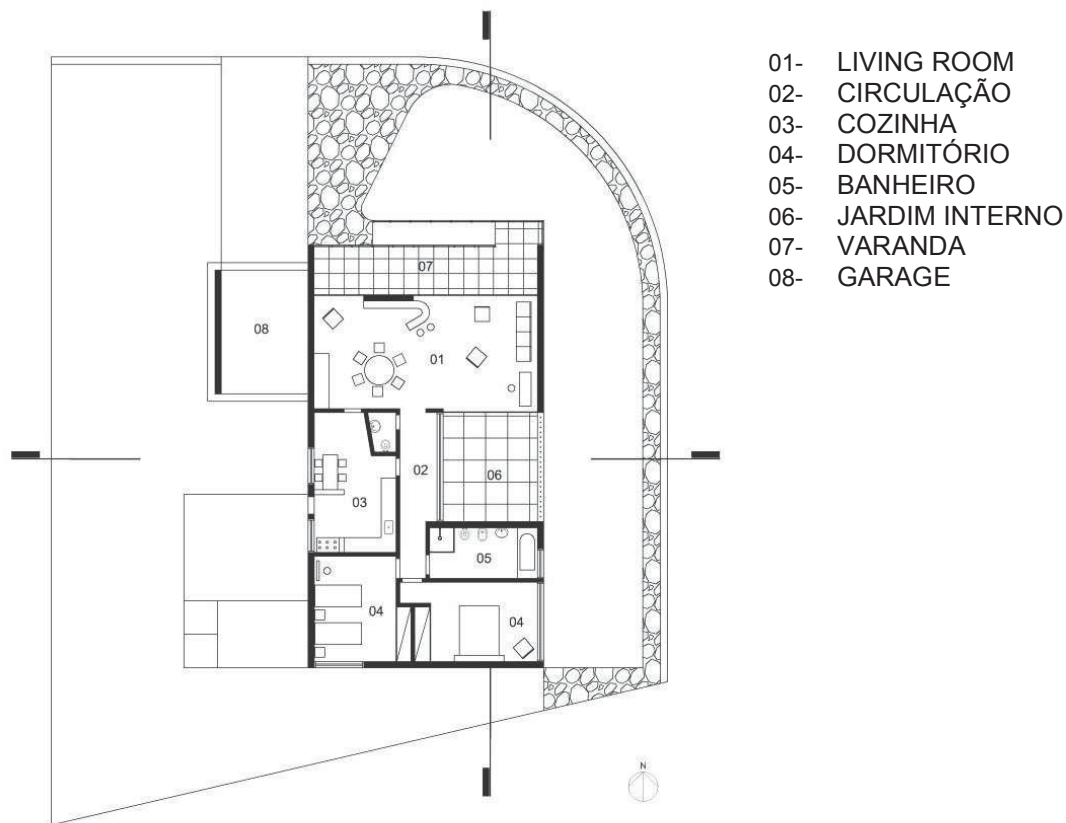 01- LIVING ROOM
02- CIRCULAÇÃO
03- COZINHA
04- DORMITÓRIO
05- BANHEIRO
06- JARDIM INTERNO
07- VARANDA
08- GARAGE
07
08
01
02
06
03
05
04
04
N